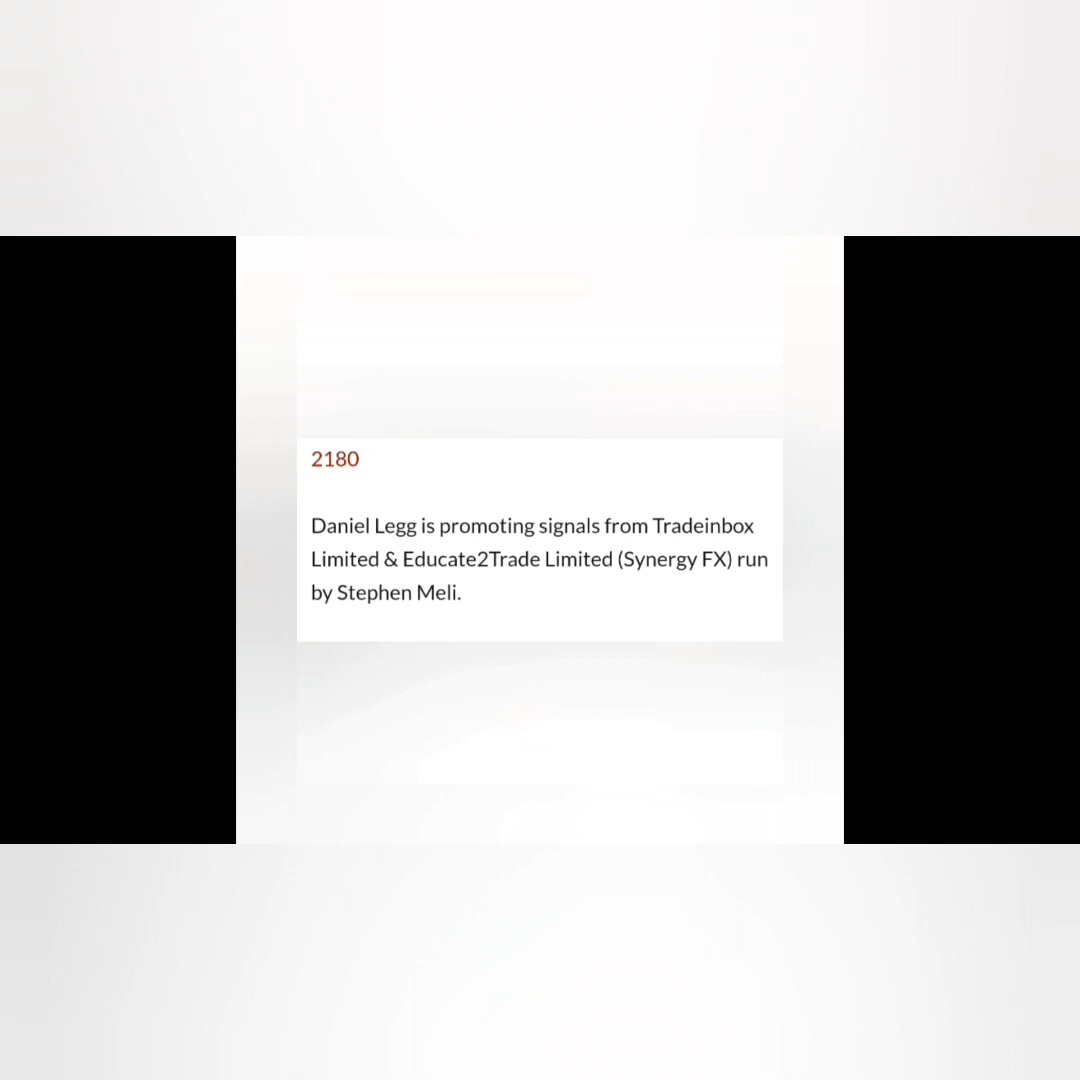 2180
Daniel Legg is promoting signals from Tradeinbox
Limited & Educate2Trade Limited (Synergy FX) run
by Stephen Meli.